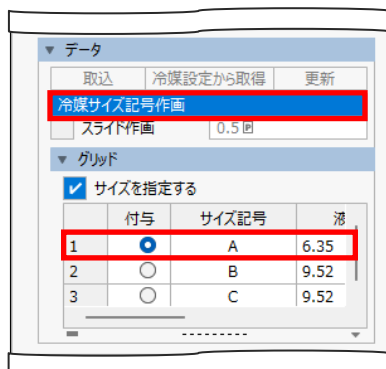 データ
取込 冷媒設定から取得 更新
冷媒サイズ記号作画
スライド作画 0.5 P
グリッド
サイズを指定する
付与 サイズ記号 液
1 A 6.35
2 B 9.52
3 C 9.52